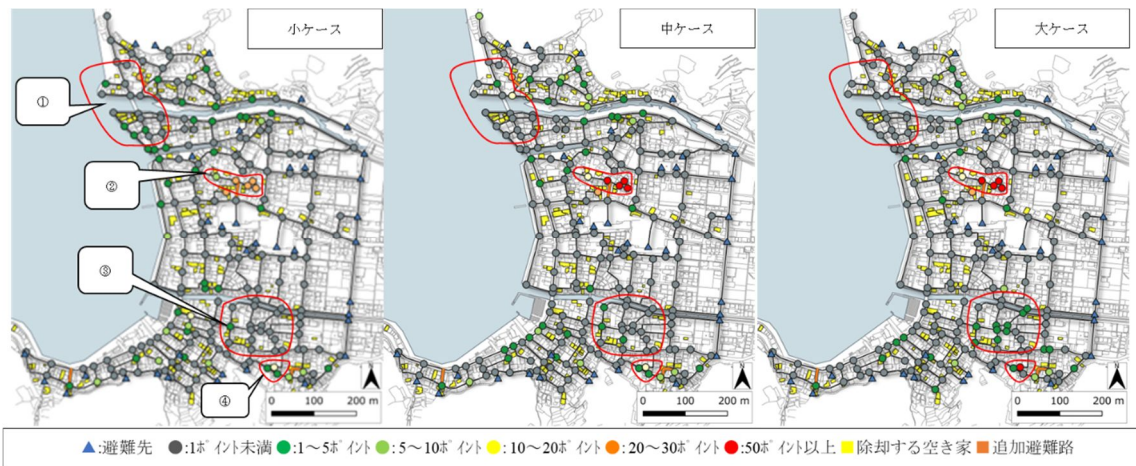 小ケース
中ケース
大ケース
①
②
③
④
N
N
N
0 100 200 m
0 100 200 m
0 100 200 m
▲:避難先 ●:1ポイント未満 ●:1～5ポイント ●:5～10ポイント ●:10～20ポイント ●:20～30ポイント ●:50ポイント以上 ■除却する空き家 ■追加避難路